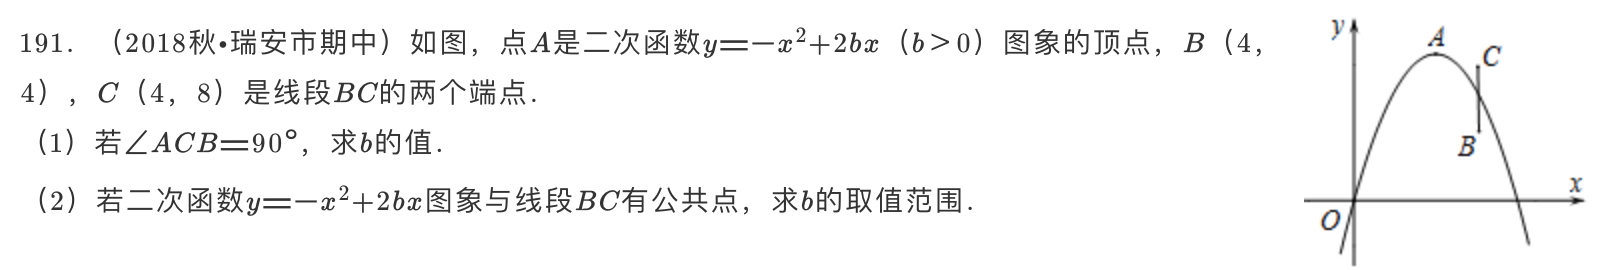 191. （2018秋•瑞安市期中）如图，点A是二次函数y=−x²+2bx（b>0）图象的顶点，B（4，
4），C（4，8）是线段BC的两个端点.
（1）若∠ACB=90°，求b的值.
（2）若二次函数y=−x²+2bx图象与线段BC有公共点，求b的取值范围.
y
A
C
B
x
O